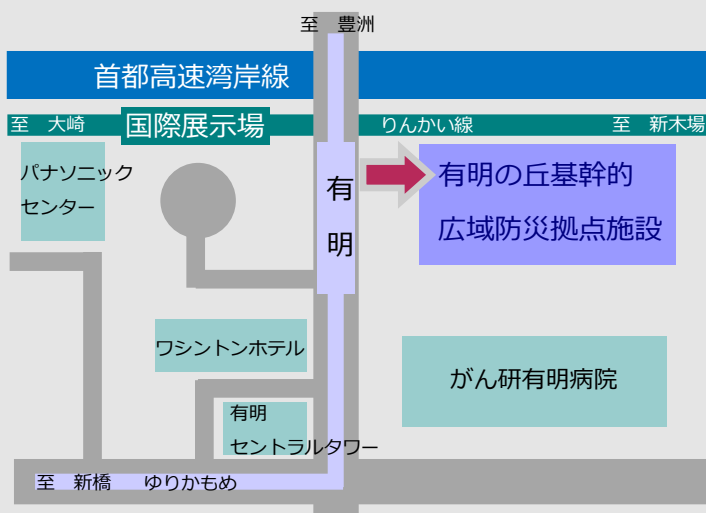 至 豊洲
首都高速湾岸線
至 大崎
国際展示場
りんかい線
至 新木場
パナソニック
センター
有明
有明の丘基幹的
広域防災拠点施設
ワシントンホテル
がん研有明病院
有明
セントラルタワー
至 新橋 ゆりかもめ